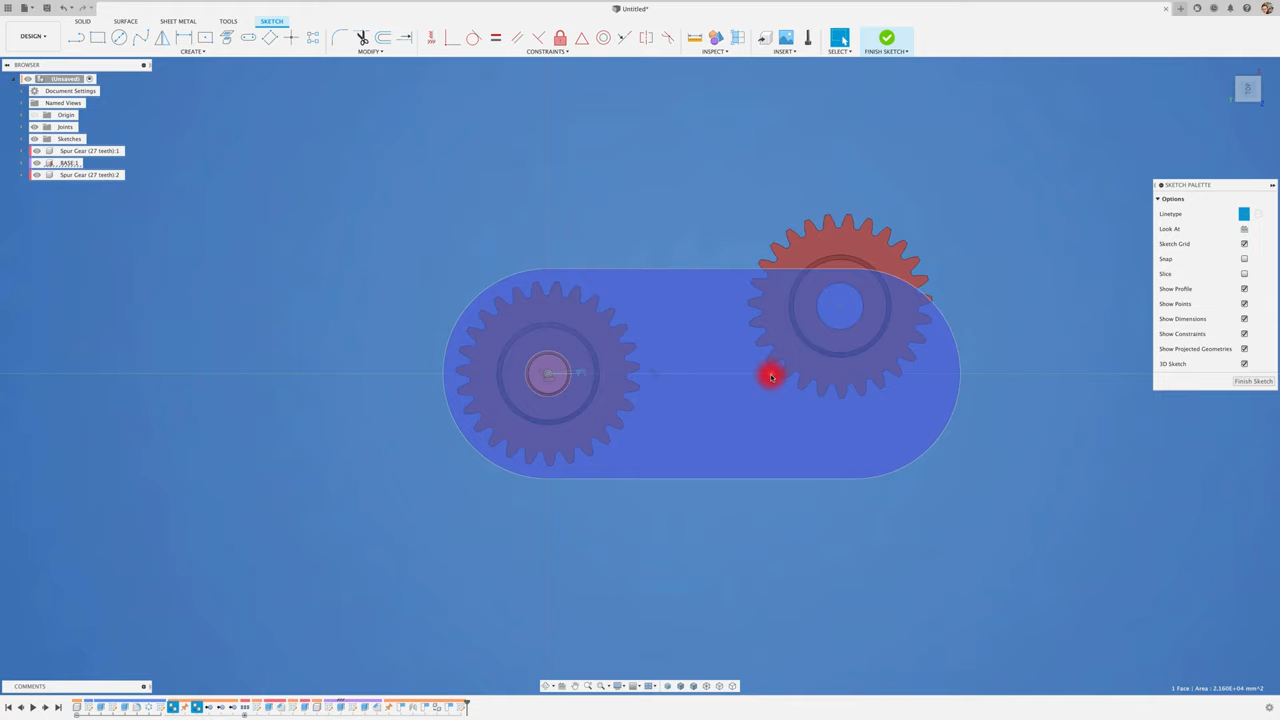 Untitled*
SOLID SURFACE SHEET METAL TOOLS SKETCH
DESIGN
CREATE MODIFY CONSTRAINTS INSPECT INSERT SELECT FINISH SKETCH
BROWSER
(Unsaved)
Document Settings
Named Views
Origin
Joints
Sketches
Spur Gear (27 teeth):1
BASE:1
Spur Gear (27 teeth):2
TOP
SKETCH PALETTE
Options
Linetype
Look At
Sketch Grid
Snap
Slice
Show Profile
Show Points
Show Dimensions
Show Constraints
Show Projected Geometries
3D Sketch
Finish Sketch
COMMENTS
1 Face | Area : 2.160E+04 mm^2